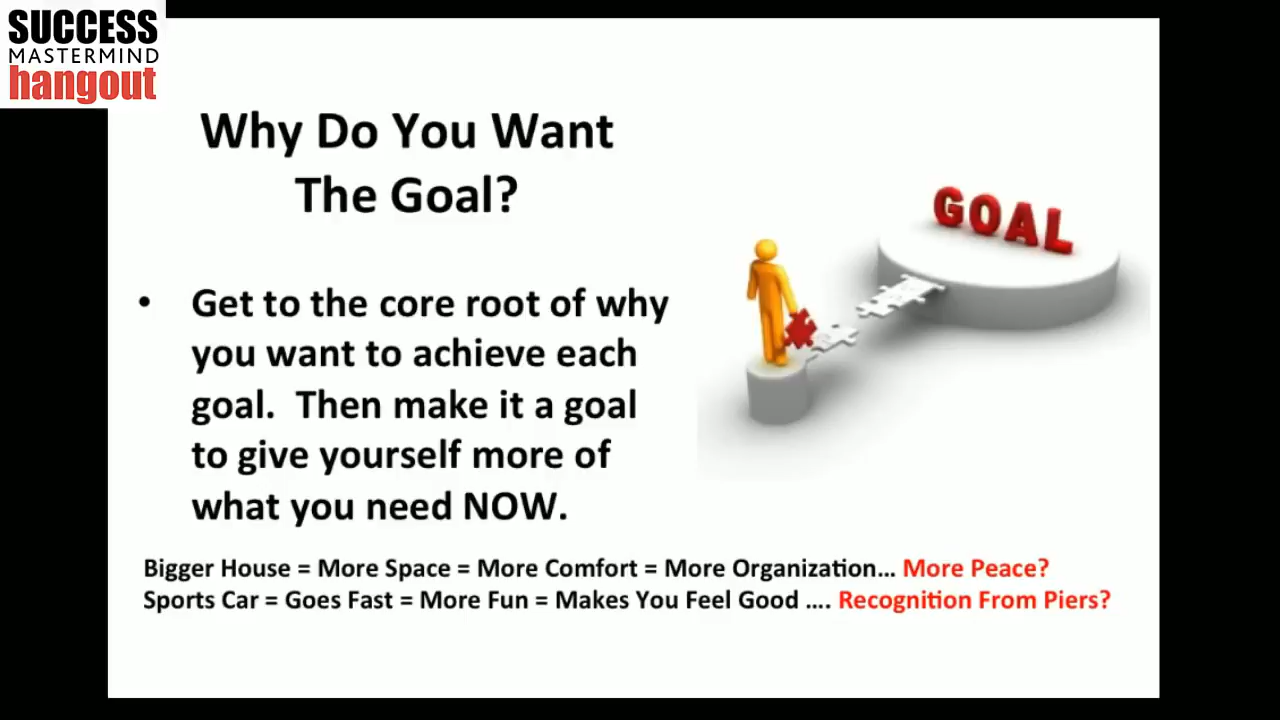 SUCCESS
MASTERMIND
hangout
Why Do You Want
The Goal?
GOAL
• Get to the core root of why
you want to achieve each
goal. Then make it a goal
to give yourself more of
what you need NOW.
Bigger House = More Space = More Comfort = More Organization... More Peace?
Sports Car = Goes Fast = More Fun = Makes You Feel Good .... Recognition From Piers?